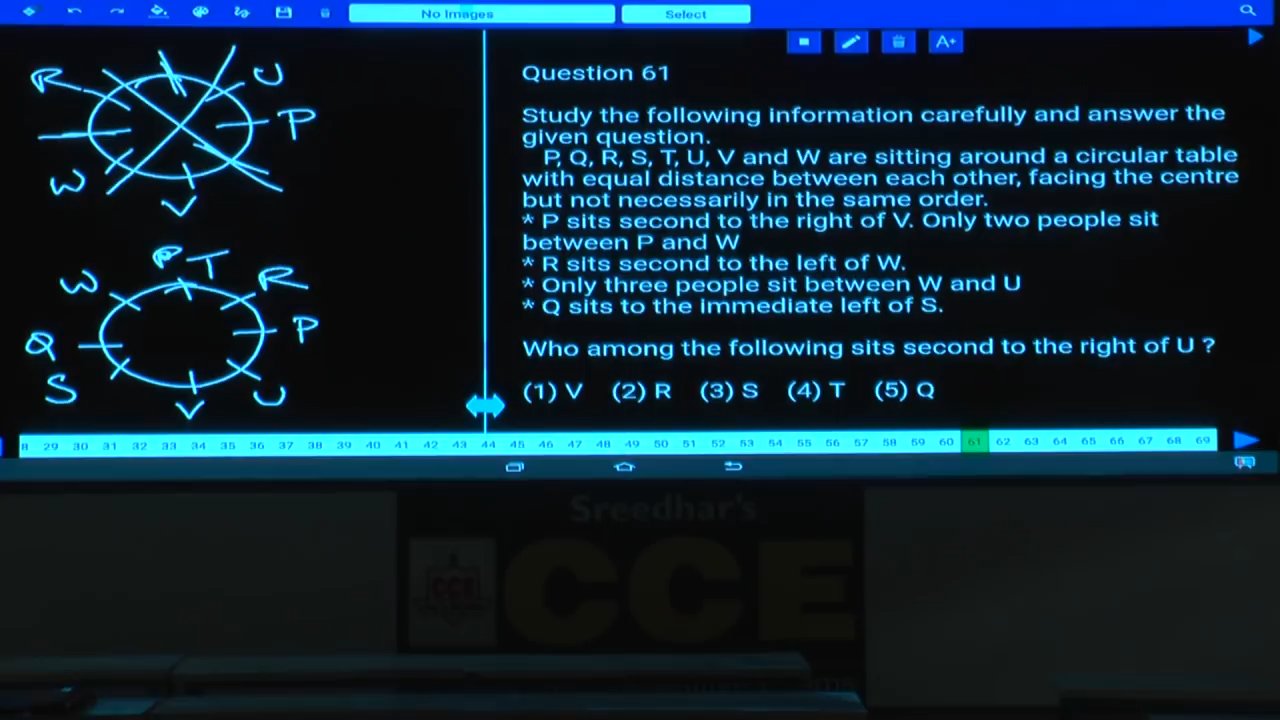 No Images
Select
A+
R
U
P
W
V
T
W
R
Q
P
S
U
V
Question 61
Study the following information carefully and answer the
given question.
P, Q, R, S, T, U, V and W are sitting around a circular table
with equal distance between each other, facing the centre
but not necessarily in the same order.
* P sits second to the right of V. Only two people sit
between P and W
* R sits second to the left of W.
* Only three people sit between W and U
* Q sits to the immediate left of S.
Who among the following sits second to the right of U ?
(1) V (2) R (3) S (4) T (5) Q
8 29 30 31 32 33 34 35 36 37 38 39 40 41 42 43 44 45 46 47 48 49 50 51 52 53 54 55 56 57 58 59 60 61 62 63 64 65 66 67 68 69
Sreedhar's
CCE
CCE